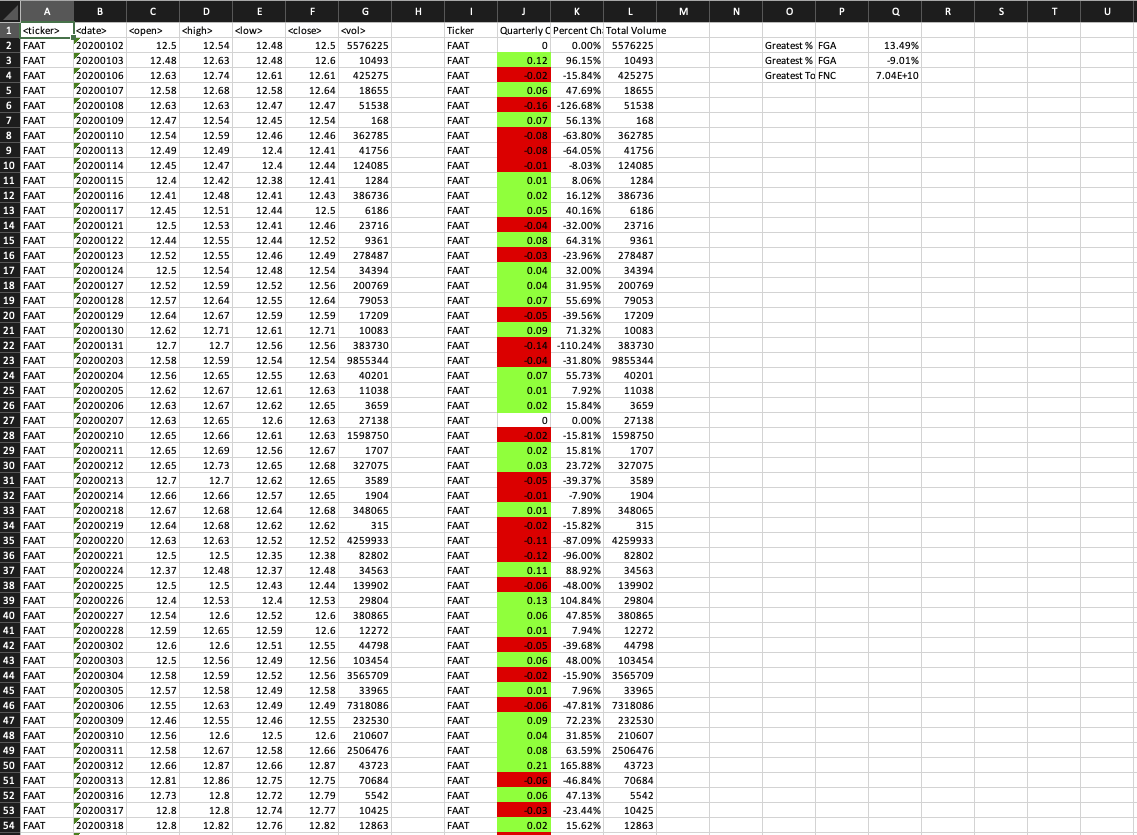 A B C D E F G H I J K L M N O P Q R S T U
1 <ticker> <date> <open> <high> <low> <close> <vol> Ticker Quarterly C Percent Cha Total Volume
2 FAAT 20200102 12.5 12.54 12.48 12.5 5576225 FAAT 0 0.00% 5576225 Greatest % FGA 13.49%
3 FAAT 20200103 12.48 12.63 12.48 12.6 10493 FAAT 0.12 96.15% 10493 Greatest % FGA -9.01%
4 FAAT 20200106 12.63 12.74 12.61 12.61 425275 FAAT -0.02 -15.84% 425275 Greatest To FNC 7.04E+10
5 FAAT 20200107 12.58 12.68 12.58 12.64 18655 FAAT 0.06 47.69% 18655
6 FAAT 20200108 12.63 12.63 12.47 12.47 51538 FAAT -0.16 -126.68% 51538
7 FAAT 20200109 12.47 12.54 12.45 12.54 168 FAAT 0.07 56.13% 168
8 FAAT 20200110 12.54 12.59 12.46 12.46 362785 FAAT -0.08 -63.80% 362785
9 FAAT 20200113 12.49 12.49 12.4 12.41 41756 FAAT -0.08 -64.05% 41756
10 FAAT 20200114 12.45 12.47 12.4 12.44 124085 FAAT -0.01 -8.03% 124085
11 FAAT 20200115 12.4 12.42 12.38 12.41 1284 FAAT 0.01 8.06% 1284
12 FAAT 20200116 12.41 12.48 12.41 12.43 386736 FAAT 0.02 16.12% 386736
13 FAAT 20200117 12.45 12.51 12.44 12.5 6186 FAAT 0.05 40.16% 6186
14 FAAT 20200121 12.5 12.53 12.41 12.46 23716 FAAT -0.04 -32.00% 23716
15 FAAT 20200122 12.44 12.55 12.44 12.52 9361 FAAT 0.08 64.31% 9361
16 FAAT 20200123 12.52 12.55 12.46 12.49 278487 FAAT -0.03 -23.96% 278487
17 FAAT 20200124 12.5 12.54 12.48 12.54 34394 FAAT 0.04 32.00% 34394
18 FAAT 20200127 12.52 12.59 12.52 12.56 200769 FAAT 0.04 31.95% 200769
19 FAAT 20200128 12.57 12.64 12.55 12.64 79053 FAAT 0.07 55.69% 79053
20 FAAT 20200129 12.64 12.67 12.59 12.59 17209 FAAT -0.05 -39.56% 17209
21 FAAT 20200130 12.62 12.71 12.61 12.71 10083 FAAT 0.09 71.32% 10083
22 FAAT 20200131 12.7 12.7 12.56 12.56 383730 FAAT -0.14 -110.24% 383730
23 FAAT 20200203 12.58 12.59 12.54 12.54 9855344 FAAT -0.04 -31.80% 9855344
24 FAAT 20200204 12.56 12.65 12.55 12.63 40201 FAAT 0.07 55.73% 40201
25 FAAT 20200205 12.62 12.67 12.61 12.63 11038 FAAT 0.01 7.92% 11038
26 FAAT 20200206 12.63 12.67 12.62 12.65 3659 FAAT 0.02 15.84% 3659
27 FAAT 20200207 12.63 12.65 12.6 12.63 27138 FAAT 0 0.00% 27138
28 FAAT 20200210 12.65 12.66 12.61 12.63 1598750 FAAT -0.02 -15.81% 1598750
29 FAAT 20200211 12.65 12.69 12.56 12.67 1707 FAAT 0.02 15.81% 1707
30 FAAT 20200212 12.65 12.73 12.65 12.68 327075 FAAT 0.03 23.72% 327075
31 FAAT 20200213 12.7 12.7 12.62 12.65 3589 FAAT -0.05 -39.37% 3589
32 FAAT 20200214 12.66 12.66 12.57 12.65 1904 FAAT -0.01 -7.90% 1904
33 FAAT 20200218 12.67 12.68 12.64 12.68 348065 FAAT 0.01 7.89% 348065
34 FAAT 20200219 12.64 12.68 12.62 12.62 315 FAAT -0.02 -15.82% 315
35 FAAT 20200220 12.63 12.63 12.52 12.52 4259933 FAAT -0.11 -87.09% 4259933
36 FAAT 20200221 12.5 12.5 12.35 12.38 82802 FAAT -0.12 -96.00% 82802
37 FAAT 20200224 12.37 12.48 12.37 12.48 34563 FAAT 0.11 88.92% 34563
38 FAAT 20200225 12.5 12.5 12.43 12.44 139902 FAAT -0.06 -48.00% 139902
39 FAAT 20200226 12.4 12.53 12.4 12.53 29804 FAAT 0.13 104.84% 29804
40 FAAT 20200227 12.54 12.6 12.52 12.6 380865 FAAT 0.06 47.85% 380865
41 FAAT 20200228 12.59 12.65 12.59 12.6 12272 FAAT 0.01 7.94% 12272
42 FAAT 20200302 12.6 12.6 12.51 12.55 44798 FAAT -0.05 -39.68% 44798
43 FAAT 20200303 12.5 12.56 12.49 12.56 103454 FAAT 0.06 48.00% 103454
44 FAAT 20200304 12.58 12.59 12.52 12.56 3565709 FAAT -0.02 -15.90% 3565709
45 FAAT 20200305 12.57 12.58 12.49 12.58 33965 FAAT 0.01 7.96% 33965
46 FAAT 20200306 12.55 12.63 12.49 12.49 7318086 FAAT -0.06 -47.81% 7318086
47 FAAT 20200309 12.46 12.55 12.46 12.55 232530 FAAT 0.09 72.23% 232530
48 FAAT 20200310 12.56 12.6 12.5 12.6 210607 FAAT 0.04 31.85% 210607
49 FAAT 20200311 12.58 12.67 12.58 12.66 2506476 FAAT 0.08 63.59% 2506476
50 FAAT 20200312 12.66 12.87 12.66 12.87 43723 FAAT 0.21 165.88% 43723
51 FAAT 20200313 12.81 12.86 12.75 12.75 70684 FAAT -0.06 -46.84% 70684
52 FAAT 20200316 12.73 12.8 12.72 12.79 5542 FAAT 0.06 47.13% 5542
53 FAAT 20200317 12.8 12.8 12.74 12.77 10425 FAAT -0.03 -23.44% 10425
54 FAAT 20200318 12.8 12.82 12.76 12.82 12863 FAAT 0.02 15.62% 12863